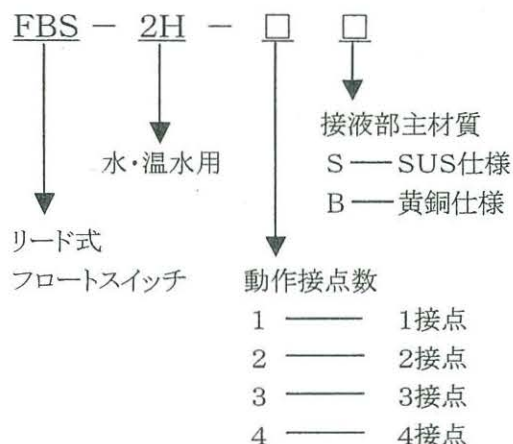 FBS － 2H － □ □
接液部主材質
S ── SUS仕様
B ── 黄銅仕様
水・温水用
リード式
フロートスイッチ
動作接点数
1 ─── 1接点
2 ─── 2接点
3 ─── 3接点
4 ─── 4接点